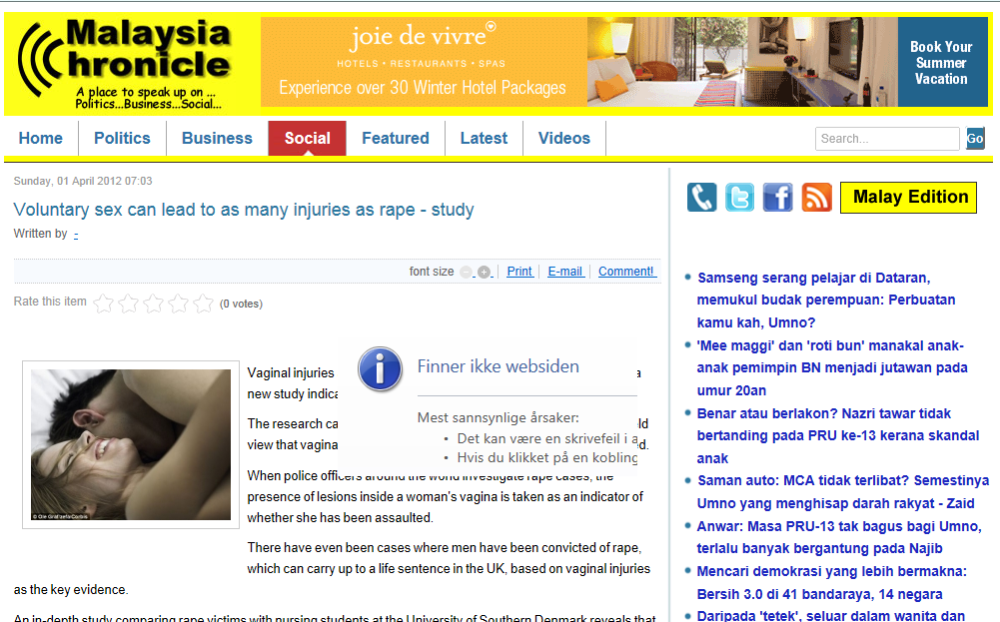 Malaysia
Chronicle
A place to speak up on ...
Politics...Business...Social...
joie de vivre
HOTELS • RESTAURANTS • SPAS
Experience over 30 Winter Hotel Packages
Book Your
Summer
Vacation
Home Politics Business Social Featured Latest Videos
Search... Go
Sunday, 01 April 2012 07:03
Voluntary sex can lead to as many injuries as rape - study
Written by -
font size Print E-mail Comment!
Rate this item (0 votes)
Vaginal injuries
new study indica
The research ca
view that vagina
Finner ikke websiden
Mest sannsynlige årsaker:
• Det kan være en skrivefeil i a
• Hvis du klikket på en kobling
a
ld
d.
When police officers around the world investigate rape cases, the
presence of lesions inside a woman's vagina is taken as an indicator of
whether she has been assaulted.
There have even been cases where men have been convicted of rape,
which can carry up to a life sentence in the UK, based on vaginal injuries
as the key evidence.
An in-depth study comparing rape victims with nursing students at the University of Southern Denmark reveals that
© Ole Graf/zefa/Corbis
Malay Edition
Samseng serang pelajar di Dataran,
memukul budak perempuan: Perbuatan
kamu kah, Umno?
'Mee maggi' dan 'roti bun' manakal anak-
anak pemimpin BN menjadi jutawan pada
umur 20an
Benar atau berlakon? Nazri tawar tidak
bertanding pada PRU ke-13 kerana skandal
anak
Saman auto: MCA tidak terlibat? Semestinya
Umno yang menghisap darah rakyat - Zaid
Anwar: Masa PRU-13 tak bagus bagi Umno,
terlalu banyak bergantung pada Najib
Mencari demokrasi yang lebih bermakna:
Bersih 3.0 di 41 bandaraya, 14 negara
Daripada 'tetek', seluar dalam wanita dan